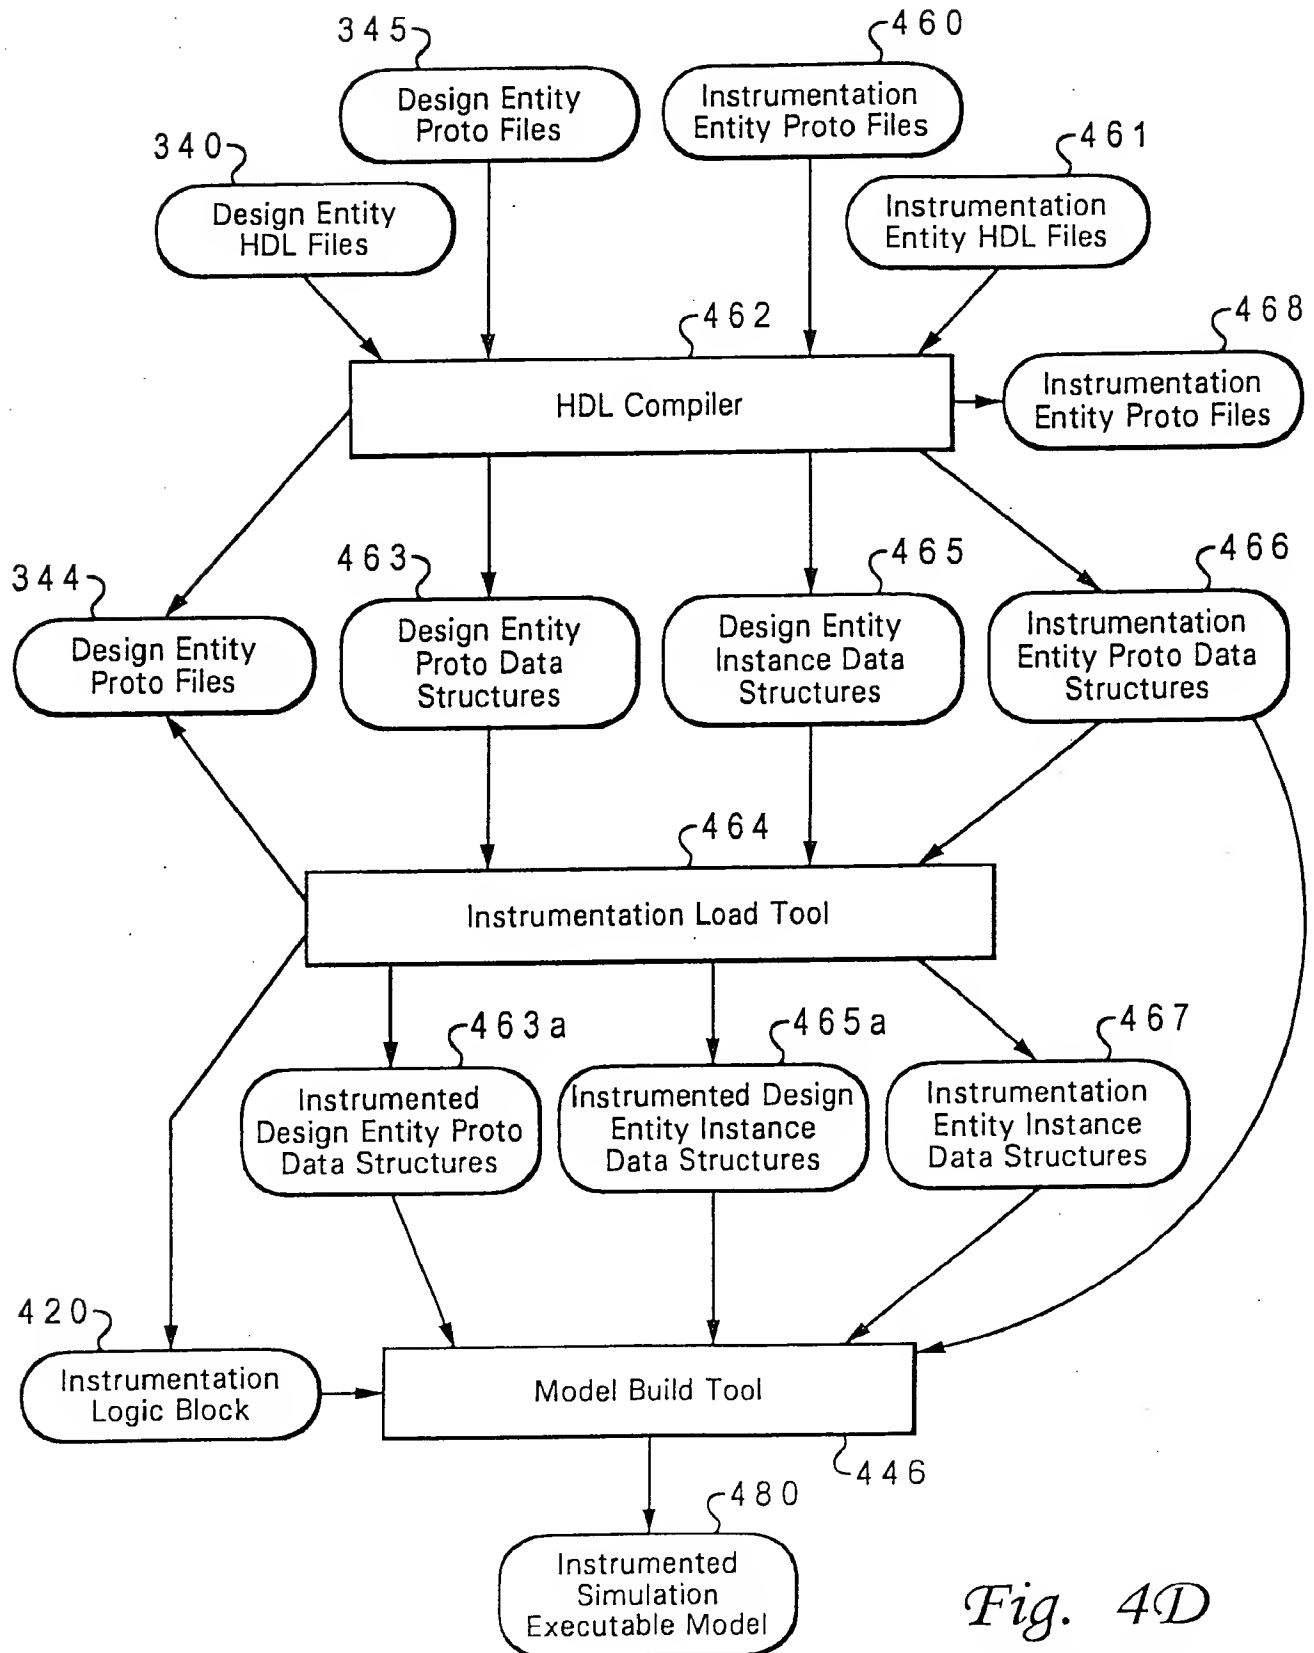 345
460
Design Entity
Proto Files
Instrumentation
Entity Proto Files
340
461
Design Entity
HDL Files
Instrumentation
Entity HDL Files
462
468
HDL Compiler
Instrumentation
Entity Proto Files
344
463
465
466
Design Entity
Proto Files
Design Entity
Proto Data
Structures
Design Entity
Instance Data
Structures
Instrumentation
Entity Proto Data
Structures
464
Instrumentation Load Tool
463a
465a
467
Instrumented
Design Entity Proto
Data Structures
Instrumented Design
Entity Instance
Data Structures
Instrumentation
Entity Instance
Data Structures
420
Instrumentation
Logic Block
Model Build Tool
446
480
Instrumented
Simulation
Executable Model
Fig. 4D